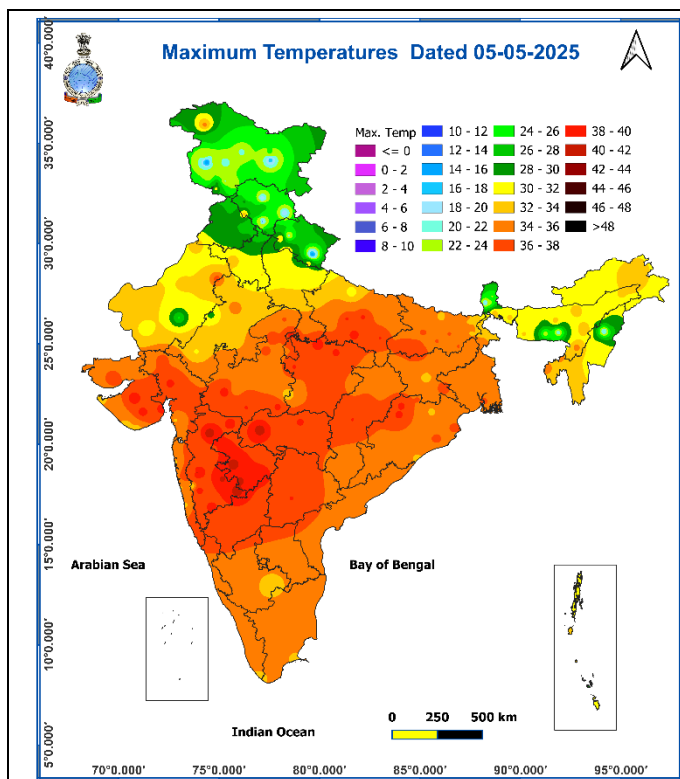 Maximum Temperatures Dated 05-05-2025
Max. Temp
<= 0
0 - 2
2 - 4
4 - 6
6 - 8
8 - 10
10 - 12
12 - 14
14 - 16
16 - 18
18 - 20
20 - 22
22 - 24
24 - 26
26 - 28
28 - 30
30 - 32
32 - 34
34 - 36
36 - 38
38 - 40
40 - 42
42 - 44
44 - 46
46 - 48
>48
40°0.000'
35°0.000'
30°0.000'
25°0.000'
20°0.000'
15°0.000'
10°0.000'
5°0.000'
Arabian Sea
Bay of Bengal
Indian Ocean
0 250 500 km
70°0.000'
75°0.000'
80°0.000'
85°0.000'
90°0.000'
95°0.000'